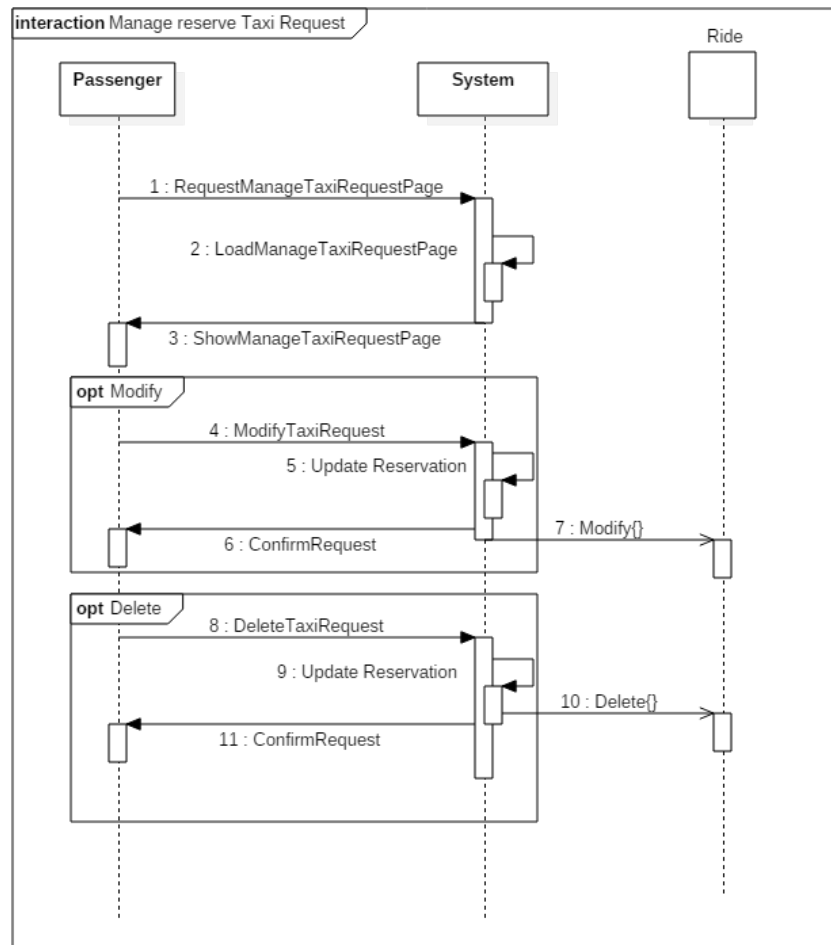 interaction Manage reserve Taxi Request
Ride
Passenger
System
1 : RequestManageTaxiRequestPage
2 : LoadManageTaxiRequestPage
3 : ShowManageTaxiRequestPage
opt Modify
4 : ModifyTaxiRequest
5 : Update Reservation
6 : ConfirmRequest
7 : Modify{}
opt Delete
8 : DeleteTaxiRequest
9 : Update Reservation
10 : Delete{}
11 : ConfirmRequest